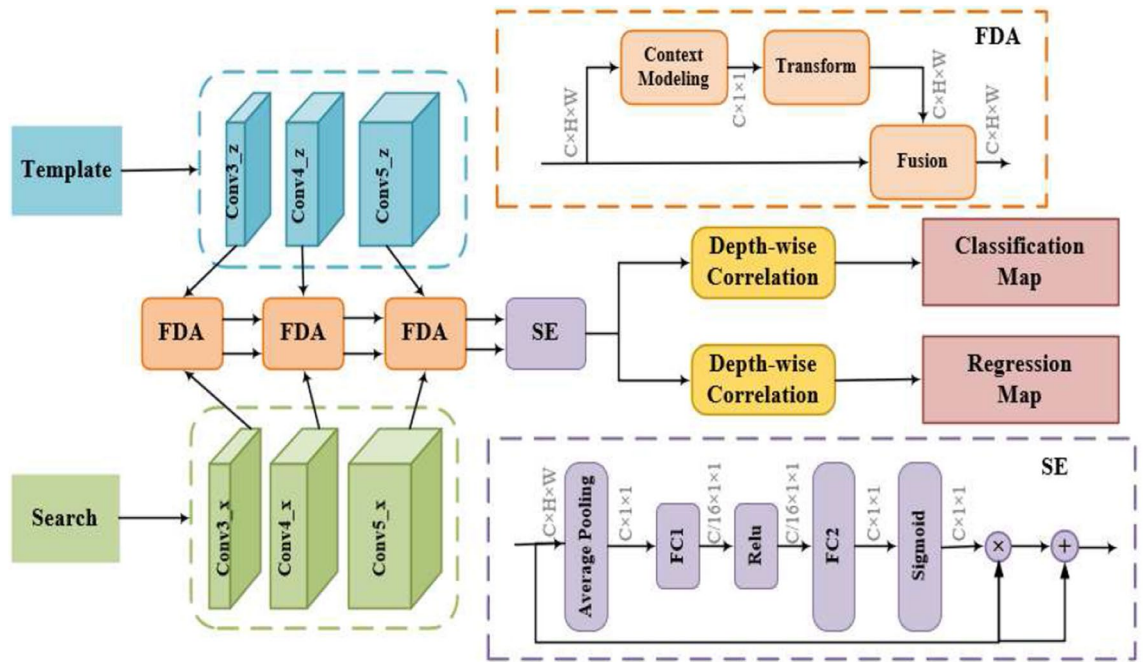 Template
Conv3_z
Conv4_z
Conv5_z
FDA
Context
Modeling
Transform
Fusion
C×H×W
C×1×1
C×H×W
C×H×W
FDA
FDA
FDA
SE
Depth-wise
Correlation
Classification
Map
Depth-wise
Correlation
Regression
Map
Search
Conv3_x
Conv4_x
Conv5_x
SE
C×H×W
Average Pooling
C×1×1
FC1
C/16×1×1
Relu
C/16×1×1
FC2
C×1×1
Sigmoid
C×1×1
×
+